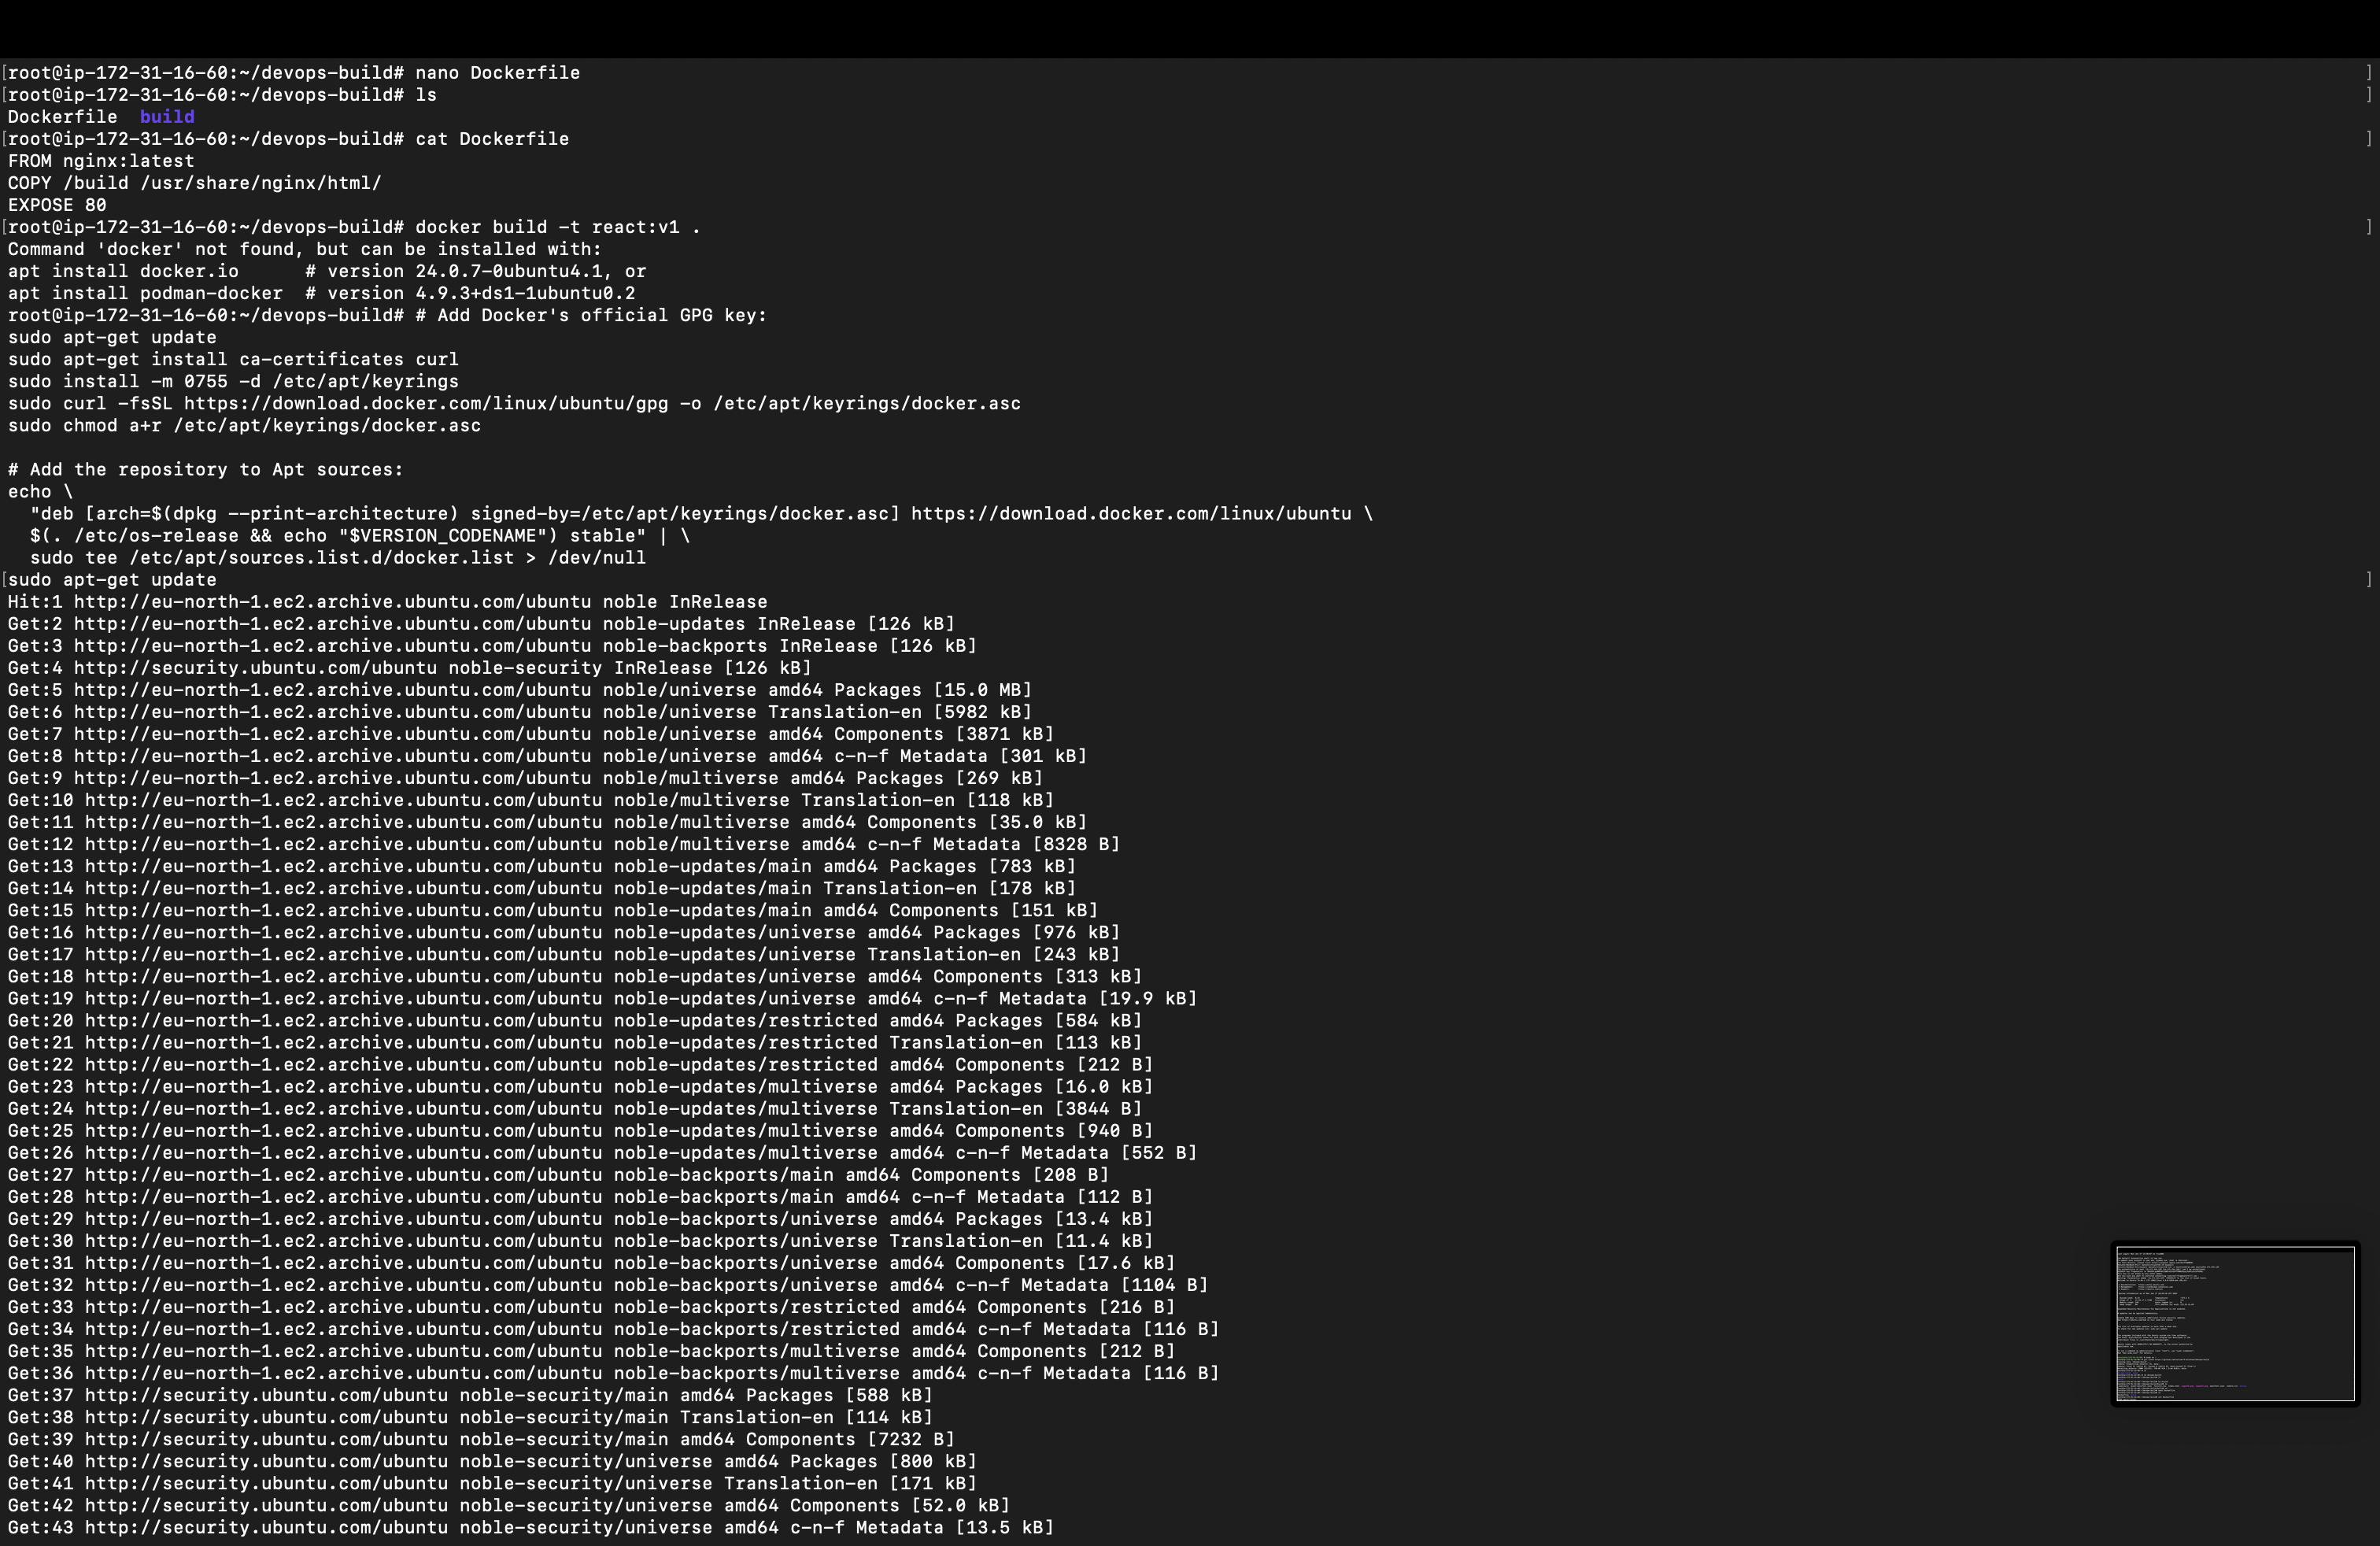 [root@ip-172-31-16-60:~/devops-build# nano Dockerfile ]
[root@ip-172-31-16-60:~/devops-build# ls ]
Dockerfile  build
[root@ip-172-31-16-60:~/devops-build# cat Dockerfile ]
FROM nginx:latest
COPY /build /usr/share/nginx/html/
EXPOSE 80
[root@ip-172-31-16-60:~/devops-build# docker build -t react:v1 . ]
Command 'docker' not found, but can be installed with:
apt install docker.io      # version 24.0.7-0ubuntu4.1, or
apt install podman-docker  # version 4.9.3+ds1-1ubuntu0.2
root@ip-172-31-16-60:~/devops-build# # Add Docker's official GPG key:
sudo apt-get update
sudo apt-get install ca-certificates curl
sudo install -m 0755 -d /etc/apt/keyrings
sudo curl -fsSL https://download.docker.com/linux/ubuntu/gpg -o /etc/apt/keyrings/docker.asc
sudo chmod a+r /etc/apt/keyrings/docker.asc
# Add the repository to Apt sources:
echo \
  "deb [arch=$(dpkg --print-architecture) signed-by=/etc/apt/keyrings/docker.asc] https://download.docker.com/linux/ubuntu \
  $(. /etc/os-release && echo "$VERSION_CODENAME") stable" | \
  sudo tee /etc/apt/sources.list.d/docker.list > /dev/null
[sudo apt-get update ]
Hit:1 http://eu-north-1.ec2.archive.ubuntu.com/ubuntu noble InRelease
Get:2 http://eu-north-1.ec2.archive.ubuntu.com/ubuntu noble-updates InRelease [126 kB]
Get:3 http://eu-north-1.ec2.archive.ubuntu.com/ubuntu noble-backports InRelease [126 kB]
Get:4 http://security.ubuntu.com/ubuntu noble-security InRelease [126 kB]
Get:5 http://eu-north-1.ec2.archive.ubuntu.com/ubuntu noble/universe amd64 Packages [15.0 MB]
Get:6 http://eu-north-1.ec2.archive.ubuntu.com/ubuntu noble/universe Translation-en [5982 kB]
Get:7 http://eu-north-1.ec2.archive.ubuntu.com/ubuntu noble/universe amd64 Components [3871 kB]
Get:8 http://eu-north-1.ec2.archive.ubuntu.com/ubuntu noble/universe amd64 c-n-f Metadata [301 kB]
Get:9 http://eu-north-1.ec2.archive.ubuntu.com/ubuntu noble/multiverse amd64 Packages [269 kB]
Get:10 http://eu-north-1.ec2.archive.ubuntu.com/ubuntu noble/multiverse Translation-en [118 kB]
Get:11 http://eu-north-1.ec2.archive.ubuntu.com/ubuntu noble/multiverse amd64 Components [35.0 kB]
Get:12 http://eu-north-1.ec2.archive.ubuntu.com/ubuntu noble/multiverse amd64 c-n-f Metadata [8328 B]
Get:13 http://eu-north-1.ec2.archive.ubuntu.com/ubuntu noble-updates/main amd64 Packages [783 kB]
Get:14 http://eu-north-1.ec2.archive.ubuntu.com/ubuntu noble-updates/main Translation-en [178 kB]
Get:15 http://eu-north-1.ec2.archive.ubuntu.com/ubuntu noble-updates/main amd64 Components [151 kB]
Get:16 http://eu-north-1.ec2.archive.ubuntu.com/ubuntu noble-updates/universe amd64 Packages [976 kB]
Get:17 http://eu-north-1.ec2.archive.ubuntu.com/ubuntu noble-updates/universe Translation-en [243 kB]
Get:18 http://eu-north-1.ec2.archive.ubuntu.com/ubuntu noble-updates/universe amd64 Components [313 kB]
Get:19 http://eu-north-1.ec2.archive.ubuntu.com/ubuntu noble-updates/universe amd64 c-n-f Metadata [19.9 kB]
Get:20 http://eu-north-1.ec2.archive.ubuntu.com/ubuntu noble-updates/restricted amd64 Packages [584 kB]
Get:21 http://eu-north-1.ec2.archive.ubuntu.com/ubuntu noble-updates/restricted Translation-en [113 kB]
Get:22 http://eu-north-1.ec2.archive.ubuntu.com/ubuntu noble-updates/restricted amd64 Components [212 B]
Get:23 http://eu-north-1.ec2.archive.ubuntu.com/ubuntu noble-updates/multiverse amd64 Packages [16.0 kB]
Get:24 http://eu-north-1.ec2.archive.ubuntu.com/ubuntu noble-updates/multiverse Translation-en [3844 B]
Get:25 http://eu-north-1.ec2.archive.ubuntu.com/ubuntu noble-updates/multiverse amd64 Components [940 B]
Get:26 http://eu-north-1.ec2.archive.ubuntu.com/ubuntu noble-updates/multiverse amd64 c-n-f Metadata [552 B]
Get:27 http://eu-north-1.ec2.archive.ubuntu.com/ubuntu noble-backports/main amd64 Components [208 B]
Get:28 http://eu-north-1.ec2.archive.ubuntu.com/ubuntu noble-backports/main amd64 c-n-f Metadata [112 B]
Get:29 http://eu-north-1.ec2.archive.ubuntu.com/ubuntu noble-backports/universe amd64 Packages [13.4 kB]
Get:30 http://eu-north-1.ec2.archive.ubuntu.com/ubuntu noble-backports/universe Translation-en [11.4 kB]
Get:31 http://eu-north-1.ec2.archive.ubuntu.com/ubuntu noble-backports/universe amd64 Components [17.6 kB]
Get:32 http://eu-north-1.ec2.archive.ubuntu.com/ubuntu noble-backports/universe amd64 c-n-f Metadata [1104 B]
Get:33 http://eu-north-1.ec2.archive.ubuntu.com/ubuntu noble-backports/restricted amd64 Components [216 B]
Get:34 http://eu-north-1.ec2.archive.ubuntu.com/ubuntu noble-backports/restricted amd64 c-n-f Metadata [116 B]
Get:35 http://eu-north-1.ec2.archive.ubuntu.com/ubuntu noble-backports/multiverse amd64 Components [212 B]
Get:36 http://eu-north-1.ec2.archive.ubuntu.com/ubuntu noble-backports/multiverse amd64 c-n-f Metadata [116 B]
Get:37 http://security.ubuntu.com/ubuntu noble-security/main amd64 Packages [588 kB]
Get:38 http://security.ubuntu.com/ubuntu noble-security/main Translation-en [114 kB]
Get:39 http://security.ubuntu.com/ubuntu noble-security/main amd64 Components [7232 B]
Get:40 http://security.ubuntu.com/ubuntu noble-security/universe amd64 Packages [800 kB]
Get:41 http://security.ubuntu.com/ubuntu noble-security/universe Translation-en [171 kB]
Get:42 http://security.ubuntu.com/ubuntu noble-security/universe amd64 Components [52.0 kB]
Get:43 http://security.ubuntu.com/ubuntu noble-security/universe amd64 c-n-f Metadata [13.5 kB]